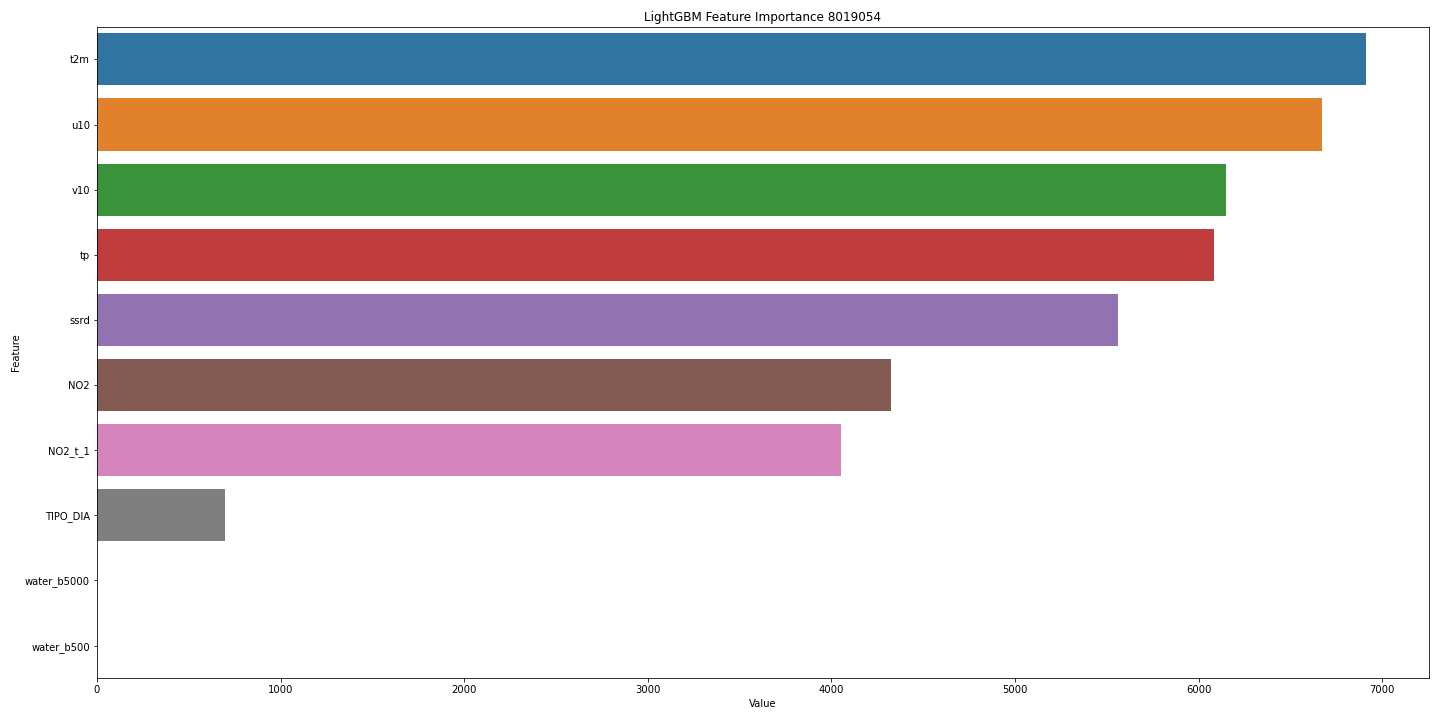 LightGBM Feature Importance 8019054
t2m
u10
v10
tp
ssrd
NO2
NO2_t_1
TIPO_DIA
water_b5000
water_b500
Feature
0 1000 2000 3000 4000 5000 6000 7000
Value